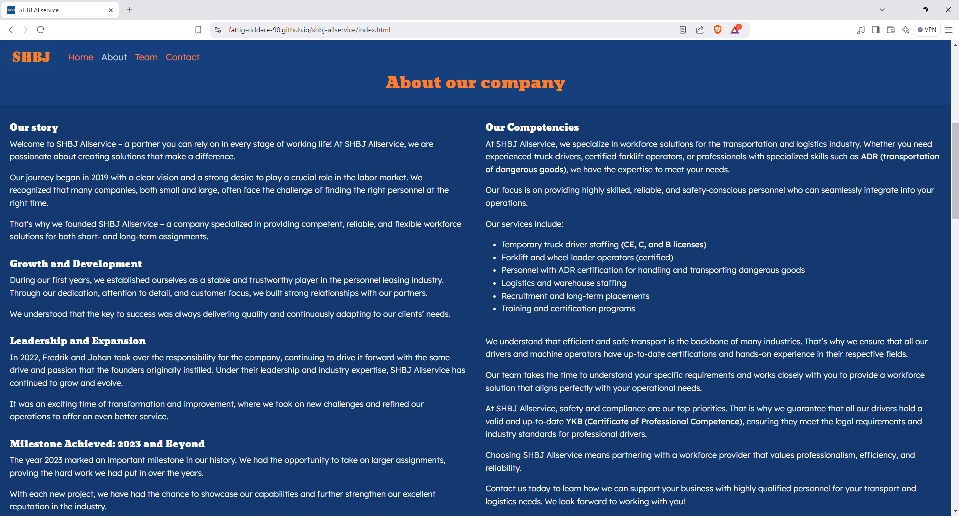 SHBJ Allservice
fatrig-riddare-90.github.io/shbj-allservice/index.html
VPN
SHBJ
Home
About
Team
Contact
About our company
Our story
Welcome to SHBJ Allservice – a partner you can rely on in every stage of working life! At SHBJ Allservice, we are
passionate about creating solutions that make a difference.
Our journey began in 2019 with a clear vision and a strong desire to play a crucial role in the labor market. We
recognized that many companies, both small and large, often face the challenge of finding the right personnel at the
right time.
That's why we founded SHBJ Allservice – a company specialized in providing competent, reliable, and flexible workforce
solutions for both short- and long-term assignments.
Growth and Development
During our first years, we established ourselves as a stable and trustworthy player in the personnel leasing industry.
Through our dedication, attention to detail, and customer focus, we built strong relationships with our partners.
We understood that the key to success was always delivering quality and continuously adapting to our clients' needs.
Leadership and Expansion
In 2022, Fredrik and Johan took over the responsibility for the company, continuing to drive it forward with the same
drive and passion that the founders originally instilled. Under their leadership and industry expertise, SHBJ Allservice has
continued to grow and evolve.
It was an exciting time of transformation and improvement, where we took on new challenges and refined our
operations to offer an even better service.
Milestone Achieved: 2023 and Beyond
The year 2023 marked an important milestone in our history. We had the opportunity to take on larger assignments,
proving the hard work we had put in over the years.
With each new project, we have had the chance to showcase our capabilities and further strengthen our excellent
reputation in the industry.
Our Competencies
At SHBJ Allservice, we specialize in workforce solutions for the transportation and logistics industry. Whether you need
experienced truck drivers, certified forklift operators, or professionals with specialized skills such as ADR (transportation
of dangerous goods), we have the expertise to meet your needs.
Our focus is on providing highly skilled, reliable, and safety-conscious personnel who can seamlessly integrate into your
operations.
Our services include:
• Temporary truck driver staffing (CE, C, and B licenses)
• Forklift and wheel loader operators (certified)
• Personnel with ADR certification for handling and transporting dangerous goods
• Logistics and warehouse staffing
• Recruitment and long-term placements
• Training and certification programs
We understand that efficient and safe transport is the backbone of many industries. That's why we ensure that all our
drivers and machine operators have up-to-date certifications and hands-on experience in their respective fields.
Our team takes the time to understand your specific requirements and works closely with you to provide a workforce
solution that aligns perfectly with your operational needs.
At SHBJ Allservice, safety and compliance are our top priorities. That is why we guarantee that all our drivers hold a
valid and up-to-date YKB (Certificate of Professional Competence), ensuring they meet the legal requirements and
industry standards for professional drivers.
Choosing SHBJ Allservice means partnering with a workforce provider that values professionalism, efficiency, and
reliability.
Contact us today to learn how we can support your business with highly qualified personnel for your transport and
logistics needs. We look forward to working with you!